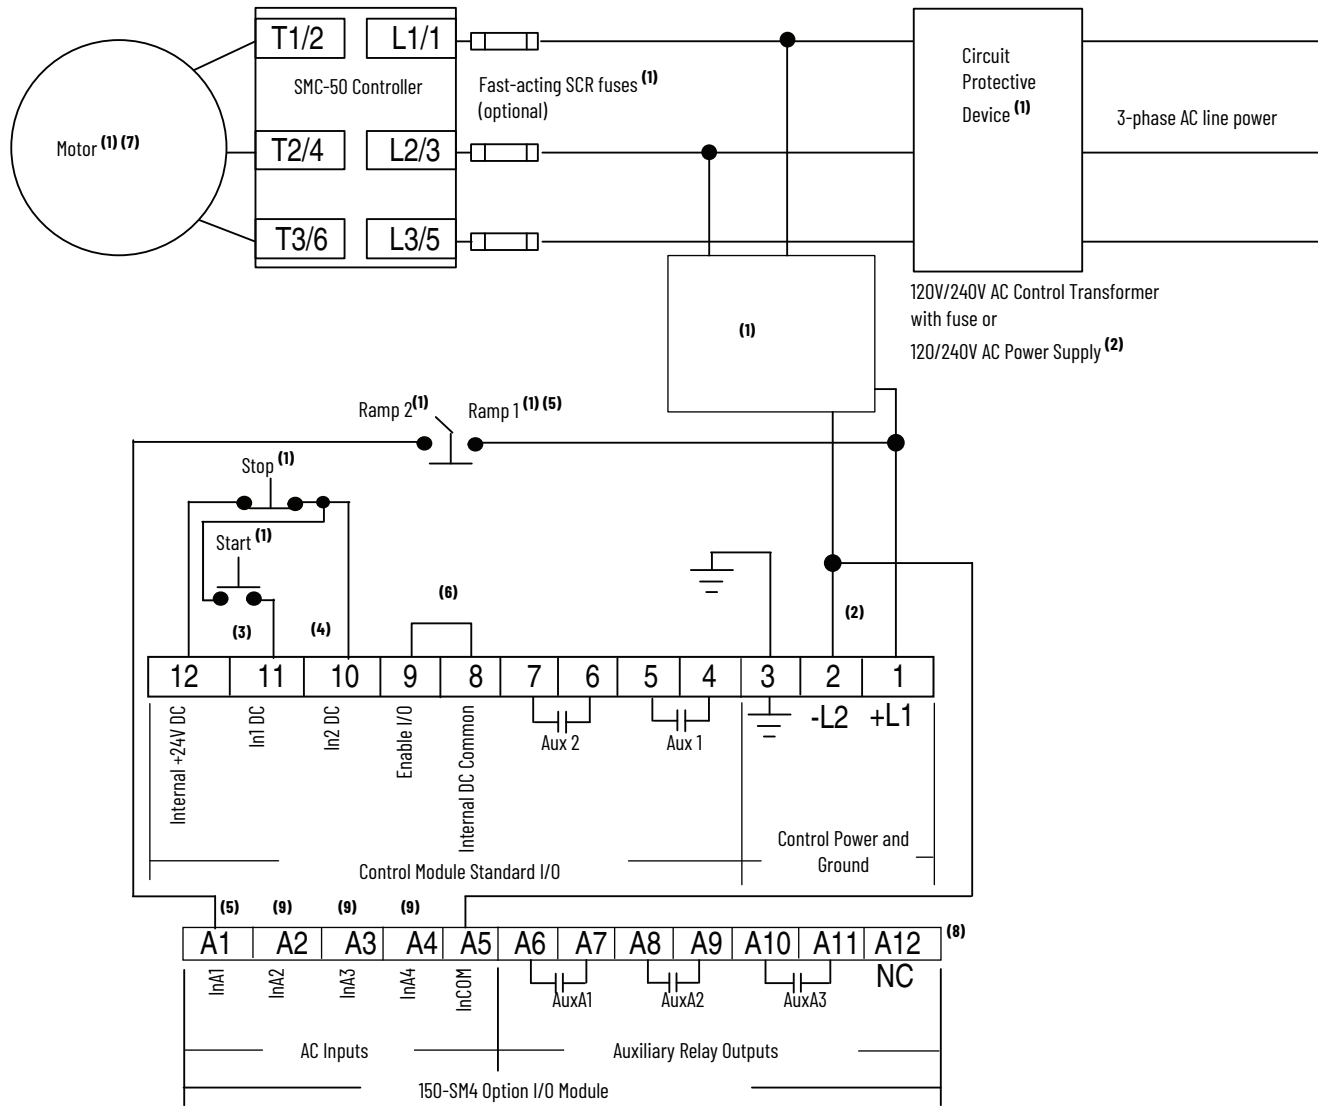 T1/2
L1/1
SMC-50 Controller
Fast-acting SCR fuses (1)
(optional)
Circuit
Protective
Device (1)
3-phase AC line power
Motor (1) (7)
T2/4
L2/3
T3/6
L3/5
(1)
120V/240V AC Control Transformer
with fuse or
120/240V AC Power Supply (2)
Ramp 2 (1)
Ramp 1 (1) (5)
Stop (1)
Start (1)
(3)
(4)
(6)
(2)
12
11
10
9
8
7
6
5
4
3
2
1
-L2
+L1
Internal +24V DC
In1 DC
In2 DC
Enable I/O
Internal DC Common
Aux 2
Aux 1
Control Module Standard I/O
Control Power and
Ground
(5)
(9)
(9)
(9)
A1
A2
A3
A4
A5
A6
A7
A8
A9
A10
A11
A12
(8)
NC
InA1
InA2
InA3
InA4
InCOM
AuxA1
AuxA2
AuxA3
AC Inputs
Auxiliary Relay Outputs
150-SM4 Option I/O Module